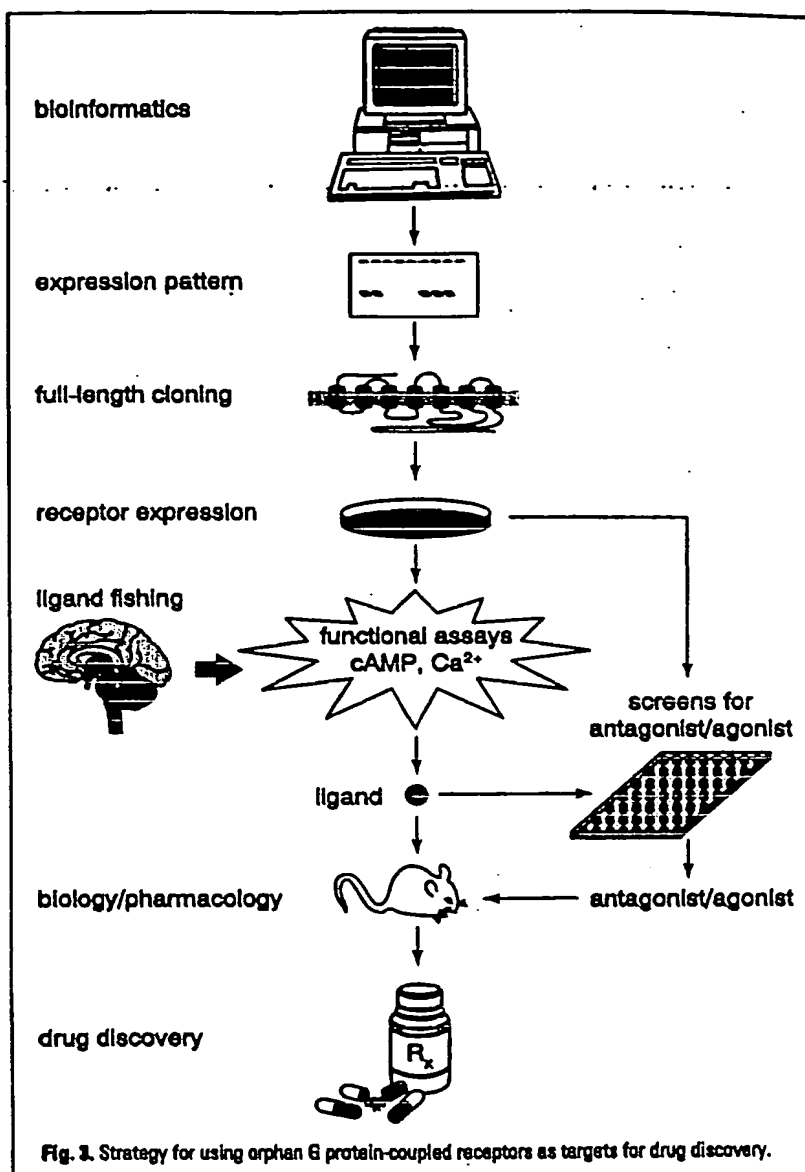 bioinformatics
expression pattern
full-length cloning
receptor expression
ligand fishing
functional assays
cAMP, Ca²⁺
screens for
antagonist/agonist
ligand
biology/pharmacology
antagonist/agonist
drug discovery
Rx
Fig. 3. Strategy for using orphan G protein-coupled receptors as targets for drug discovery.